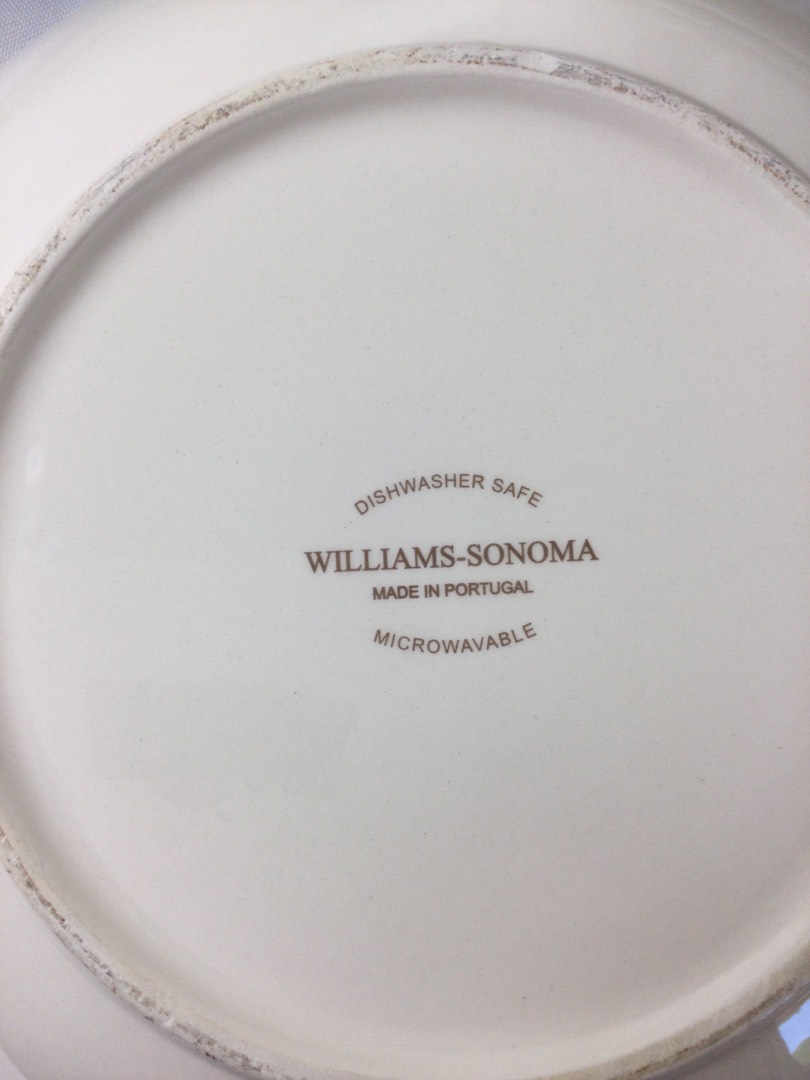 DISHWASHER SAFE
WILLIAMS-SONOMA
MADE IN PORTUGAL
MICROWAVABLE